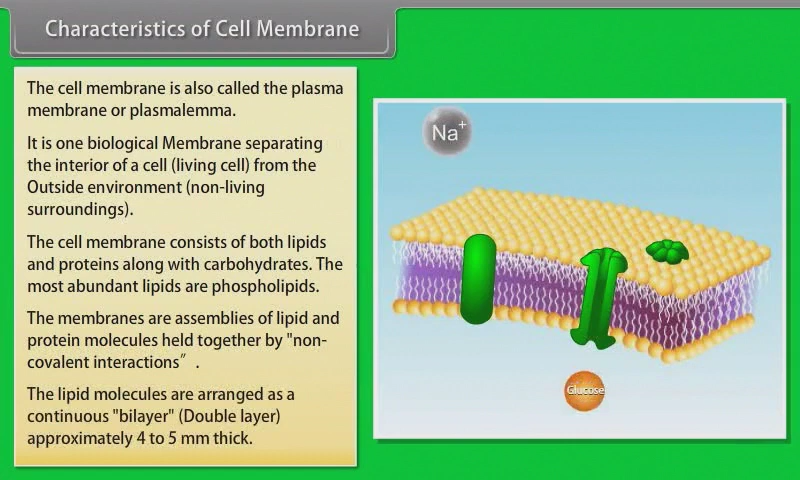 Characteristics of Cell Membrane
The cell membrane is also called the plasma
membrane or plasmalemma.
It is one biological Membrane separating
the interior of a cell (living cell) from the
Outside environment (non-living
surroundings).
The cell membrane consists of both lipids
and proteins along with carbohydrates. The
most abundant lipids are phospholipids.
The membranes are assemblies of lipid and
protein molecules held together by "non-
covalent interactions" .
The lipid molecules are arranged as a
continuous "bilayer" (Double layer)
approximately 4 to 5 mm thick.
Na⁺
Glucose